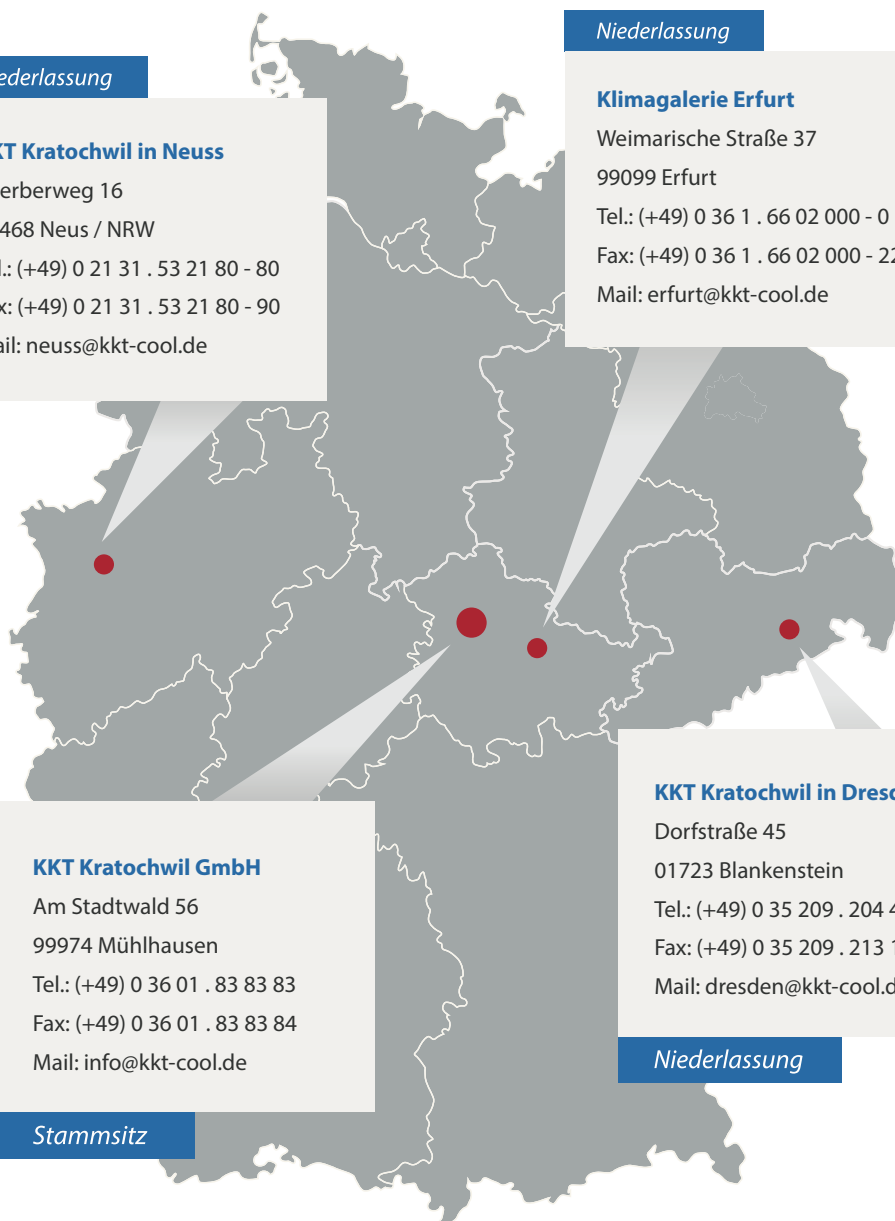 iederlassung
KT Kratochwil in Neuss
erberweg 16
468 Neus / NRW
l.: (+49) 0 21 31 . 53 21 80 - 80
x: (+49) 0 21 31 . 53 21 80 - 90
ail: neuss@kkt-cool.de
Niederlassung
Klimagalerie Erfurt
Weimarische Straße 37
99099 Erfurt
Tel.: (+49) 0 36 1 . 66 02 000 - 0
Fax: (+49) 0 36 1 . 66 02 000 - 22
Mail: erfurt@kkt-cool.de
KKT Kratochwil GmbH
Am Stadtwald 56
99974 Mühlhausen
Tel.: (+49) 0 36 01 . 83 83 83
Fax: (+49) 0 36 01 . 83 83 84
Mail: info@kkt-cool.de
Stammsitz
KKT Kratochwil in Dresd
Dorfstraße 45
01723 Blankenstein
Tel.: (+49) 0 35 209 . 204 4
Fax: (+49) 0 35 209 . 213 1
Mail: dresden@kkt-cool.d
Niederlassung